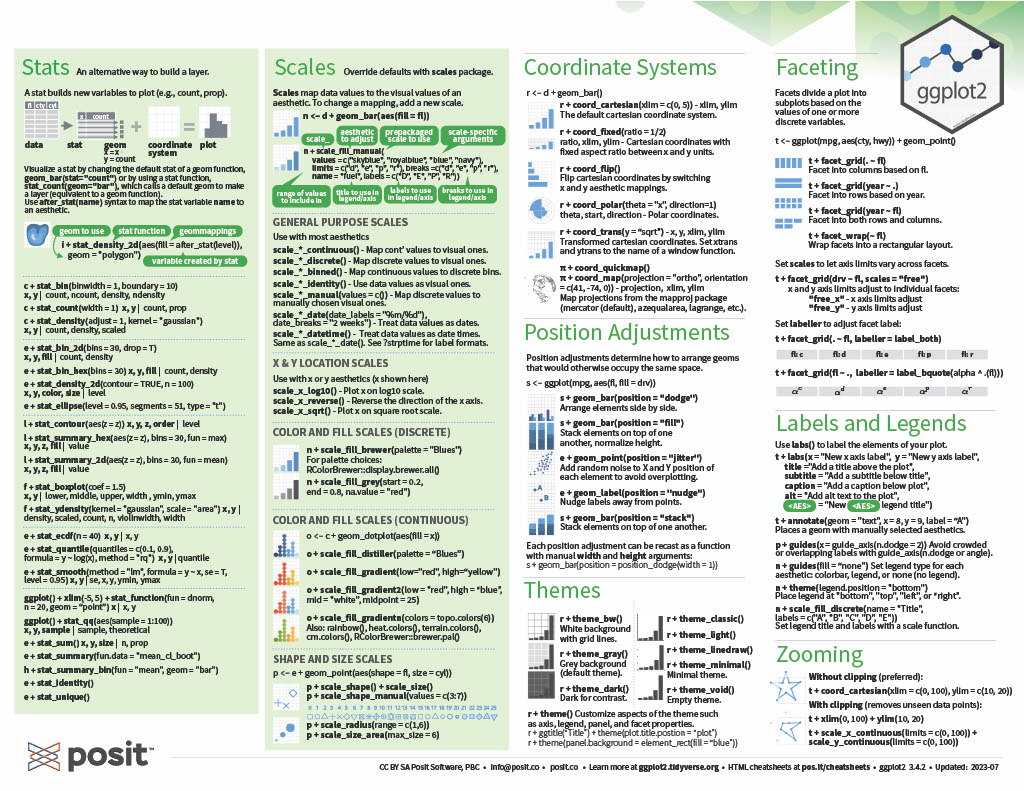 Stats An alternative way to build a layer.
A stat builds new variables to plot (e.g., count, prop).
fl cty cyl
x count
+ = 
data stat geom coordinate plot
x = x system
y = count
Visualize a stat by changing the default stat of a geom function,
geom_bar(stat="count") or by using a stat function,
stat_count(geom="bar"), which calls a default geom to make
a layer (equivalent to a geom function).
Use after_stat(name) syntax to map the stat variable name to
an aesthetic.
geom to use stat function geommappings
i + stat_density_2d(aes(fill = after_stat(level)),
geom = "polygon")
variable created by stat
c + stat_bin(binwidth = 1, boundary = 10)
x, y | count, ncount, density, ndensity
c + stat_count(width = 1) x, y | count, prop
c + stat_density(adjust = 1, kernel = "gaussian")
x, y | count, density, scaled
e + stat_bin_2d(bins = 30, drop = T)
x, y, fill | count, density
e + stat_bin_hex(bins = 30) x, y, fill | count, density
e + stat_density_2d(contour = TRUE, n = 100)
x, y, color, size | level
e + stat_ellipse(level = 0.95, segments = 51, type = "t")
l + stat_contour(aes(z = z)) x, y, z, order | level
l + stat_summary_hex(aes(z = z), bins = 30, fun = max)
x, y, z, fill | value
l + stat_summary_2d(aes(z = z), bins = 30, fun = mean)
x, y, z, fill | value
f + stat_boxplot(coef = 1.5)
x, y | lower, middle, upper, width , ymin, ymax
f + stat_ydensity(kernel = "gaussian", scale = "area") x, y |
density, scaled, count, n, violinwidth, width
e + stat_ecdf(n = 40) x, y | x, y
e + stat_quantile(quantiles = c(0.1, 0.9),
formula = y ~ log(x), method = "rq") x, y | quantile
e + stat_smooth(method = "lm", formula = y ~ x, se = T,
level = 0.95) x, y | se, x, y, ymin, ymax
ggplot() + xlim(-5, 5) + stat_function(fun = dnorm,
n = 20, geom = “point”) x | x, y
ggplot() + stat_qq(aes(sample = 1:100))
x, y, sample | sample, theoretical
e + stat_sum() x, y, size | n, prop
e + stat_summary(fun.data = "mean_cl_boot")
h + stat_summary_bin(fun = "mean", geom = "bar")
e + stat_identity()
e + stat_unique()
Scales Override defaults with scales package.
Scales map data values to the visual values of an
aesthetic. To change a mapping, add a new scale.
n <- d + geom_bar(aes(fill = fl))
scale_ aesthetic to adjust prepackaged scale to use scale-specific arguments
n + scale_fill_manual(
values = c("skyblue", "royalblue", "blue", "navy"),
limits = c("d", "e", "p", "r"), breaks =c("d", "e", "p", "r"),
name = "fuel", labels = c("D", "E", "P", "R"))
range of values to include in title to use in legend/axis labels to use in legend/axis breaks to use in legend/axis
GENERAL PURPOSE SCALES
Use with most aesthetics
scale_*_continuous() - Map cont' values to visual ones.
scale_*_discrete() - Map discrete values to visual ones.
scale_*_binned() - Map continuous values to discrete bins.
scale_*_identity() - Use data values as visual ones.
scale_*_manual(values = c()) - Map discrete values to
manually chosen visual ones.
scale_*_date(date_labels = "%m/%d"),
date_breaks = "2 weeks") - Treat data values as dates.
scale_*_datetime() - Treat data values as date times.
Same as scale_*_date(). See ?strptime for label formats.
X & Y LOCATION SCALES
Use with x or y aesthetics (x shown here)
scale_x_log10() - Plot x on log10 scale.
scale_x_reverse() - Reverse the direction of the x axis.
scale_x_sqrt() - Plot x on square root scale.
COLOR AND FILL SCALES (DISCRETE)
n + scale_fill_brewer(palette = "Blues")
For palette choices:
RColorBrewer::display.brewer.all()
n + scale_fill_grey(start = 0.2,
end = 0.8, na.value = "red")
COLOR AND FILL SCALES (CONTINUOUS)
o <- c + geom_dotplot(aes(fill = x))
o + scale_fill_distiller(palette = "Blues")
o + scale_fill_gradient(low="red", high=“yellow”)
o + scale_fill_gradient2(low = "red", high = "blue",
mid = "white", midpoint = 25)
o + scale_fill_gradientn(colors = topo.colors(6))
Also: rainbow(), heat.colors(), terrain.colors(),
cm.colors(), RColorBrewer::brewer.pal()
SHAPE AND SIZE SCALES
p <- e + geom_point(aes(shape = fl, size = cyl))
p + scale_shape() + scale_size()
p + scale_shape_manual(values = c(3:7))
0 1 2 3 4 5 6 7 8 9 10 11 12 13 14 15 16 17 18 19 20 21 22 23 24 25
p + scale_radius(range = c(1,6))
p + scale_size_area(max_size = 6)
Coordinate Systems
r <- d + geom_bar()
r + coord_cartesian(xlim = c(0, 5)) - xlim, ylim
The default cartesian coordinate system.
r + coord_fixed(ratio = 1/2)
ratio, xlim, ylim - Cartesian coordinates with
fixed aspect ratio between x and y units.
r + coord_flip()
Flip cartesian coordinates by switching
x and y aesthetic mappings.
r + coord_polar(theta = "x", direction=1)
theta, start, direction - Polar coordinates.
r + coord_trans(y = “sqrt") - x, y, xlim, ylim
Transformed cartesian coordinates. Set xtrans
and ytrans to the name of a window function.
π + coord_quickmap()
π + coord_map(projection = "ortho", orientation
= c(41, -74, 0)) - projection, xlim, ylim
Map projections from the mapproj package
(mercator (default), azequalarea, lagrange, etc.).
Position Adjustments
Position adjustments determine how to arrange geoms
that would otherwise occupy the same space.
s <- ggplot(mpg, aes(fl, fill = drv))
s + geom_bar(position = "dodge")
Arrange elements side by side.
s + geom_bar(position = "fill")
Stack elements on top of one
another, normalize height.
e + geom_point(position = "jitter")
Add random noise to X and Y position of
each element to avoid overplotting.
A
B
e + geom_label(position = "nudge")
Nudge labels away from points.
s + geom_bar(position = "stack")
Stack elements on top of one another.
Each position adjustment can be recast as a function
with manual width and height arguments:
s + geom_bar(position = position_dodge(width = 1))
Themes
r + theme_bw()
White background
with grid lines.
r + theme_gray()
Grey background
(default theme).
r + theme_dark()
Dark for contrast.
r + theme_classic()
r + theme_light()
r + theme_linedraw()
r + theme_minimal()
Minimal theme.
r + theme_void()
Empty theme.
r + theme() Customize aspects of the theme such
as axis, legend, panel, and facet properties.
r + ggtitle("Title") + theme(plot.title.postion = “plot”)
r + theme(panel.background = element_rect(fill = “blue”))
Faceting
ggplot2
Facets divide a plot into
subplots based on the
values of one or more
discrete variables.
t <- ggplot(mpg, aes(cty, hwy)) + geom_point()
t + facet_grid(. ~ fl)
Facet into columns based on fl.
t + facet_grid(year ~ .)
Facet into rows based on year.
t + facet_grid(year ~ fl)
Facet into both rows and columns.
t + facet_wrap(~ fl)
Wrap facets into a rectangular layout.
Set scales to let axis limits vary across facets.
t + facet_grid(drv ~ fl, scales = "free")
x and y axis limits adjust to individual facets:
"free_x" - x axis limits adjust
"free_y" - y axis limits adjust
Set labeller to adjust facet label:
t + facet_grid(. ~ fl, labeller = label_both)
fl: c fl: d fl: e fl: p fl: r
t + facet_grid(fl ~ ., labeller = label_bquote(alpha ^ .(fl)))
αᶜ αᵈ αᵉ αᵖ αʳ
Labels and Legends
Use labs() to label the elements of your plot.
t + labs(x = "New x axis label", y = "New y axis label",
title ="Add a title above the plot",
subtitle = "Add a subtitle below title",
caption = "Add a caption below plot",
alt = "Add alt text to the plot",
<AES> = "New <AES> legend title")
t + annotate(geom = "text", x = 8, y = 9, label = “A")
Places a geom with manually selected aesthetics.
p + guides(x = guide_axis(n.dodge = 2)) Avoid crowded
or overlapping labels with guide_axis(n.dodge or angle).
n + guides(fill = “none") Set legend type for each
aesthetic: colorbar, legend, or none (no legend).
n + theme(legend.position = "bottom")
Place legend at "bottom", "top", "left", or “right".
n + scale_fill_discrete(name = "Title",
labels = c("A", "B", "C", "D", "E"))
Set legend title and labels with a scale function.
Zooming
Without clipping (preferred):
t + coord_cartesian(xlim = c(0, 100), ylim = c(10, 20))
With clipping (removes unseen data points):
t + xlim(0, 100) + ylim(10, 20)
t + scale_x_continuous(limits = c(0, 100)) +
scale_y_continuous(limits = c(0, 100))
posit™
CC BY SA Posit Software, PBC • info@posit.co • posit.co • Learn more at ggplot2.tidyverse.org • HTML cheatsheets at pos.it/cheatsheets • ggplot2 3.4.2 • Updated: 2023-07